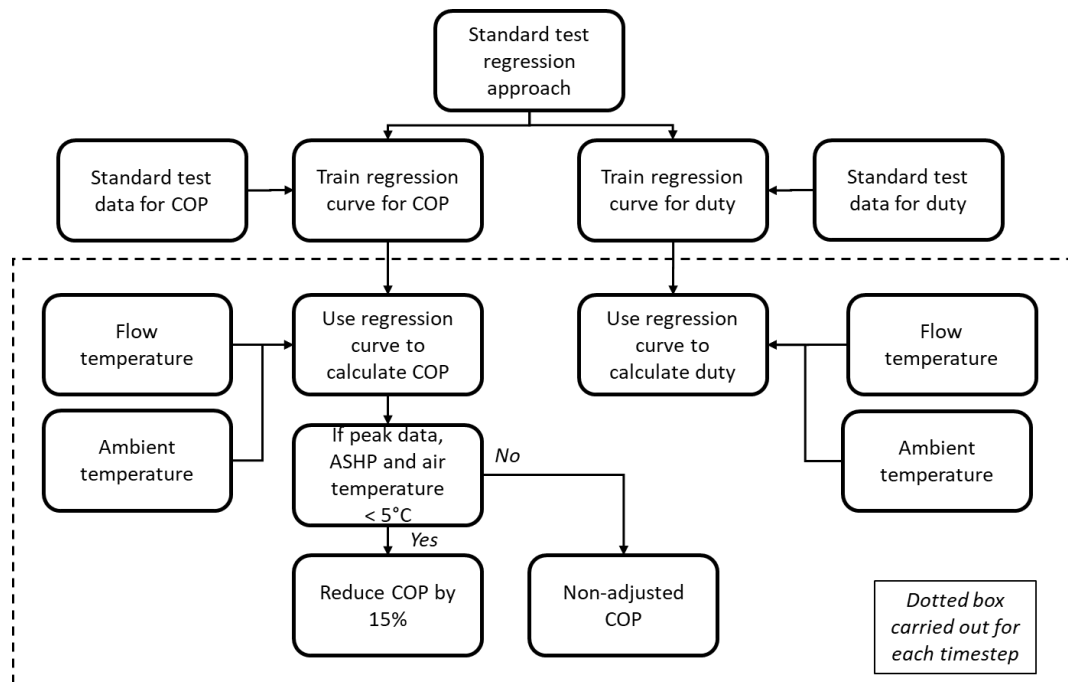 Standard test
regression
approach
Standard test
data for COP
Train regression
curve for COP
Train regression
curve for duty
Standard test
data for duty
Flow
temperature
Use regression
curve to
calculate COP
Use regression
curve to
calculate duty
Flow
temperature
Ambient
temperature
If peak data,
ASHP and air
temperature
< 5°C
No
Ambient
temperature
Yes
Reduce COP by
15%
Non-adjusted
COP
Dotted box
carried out for
each timestep